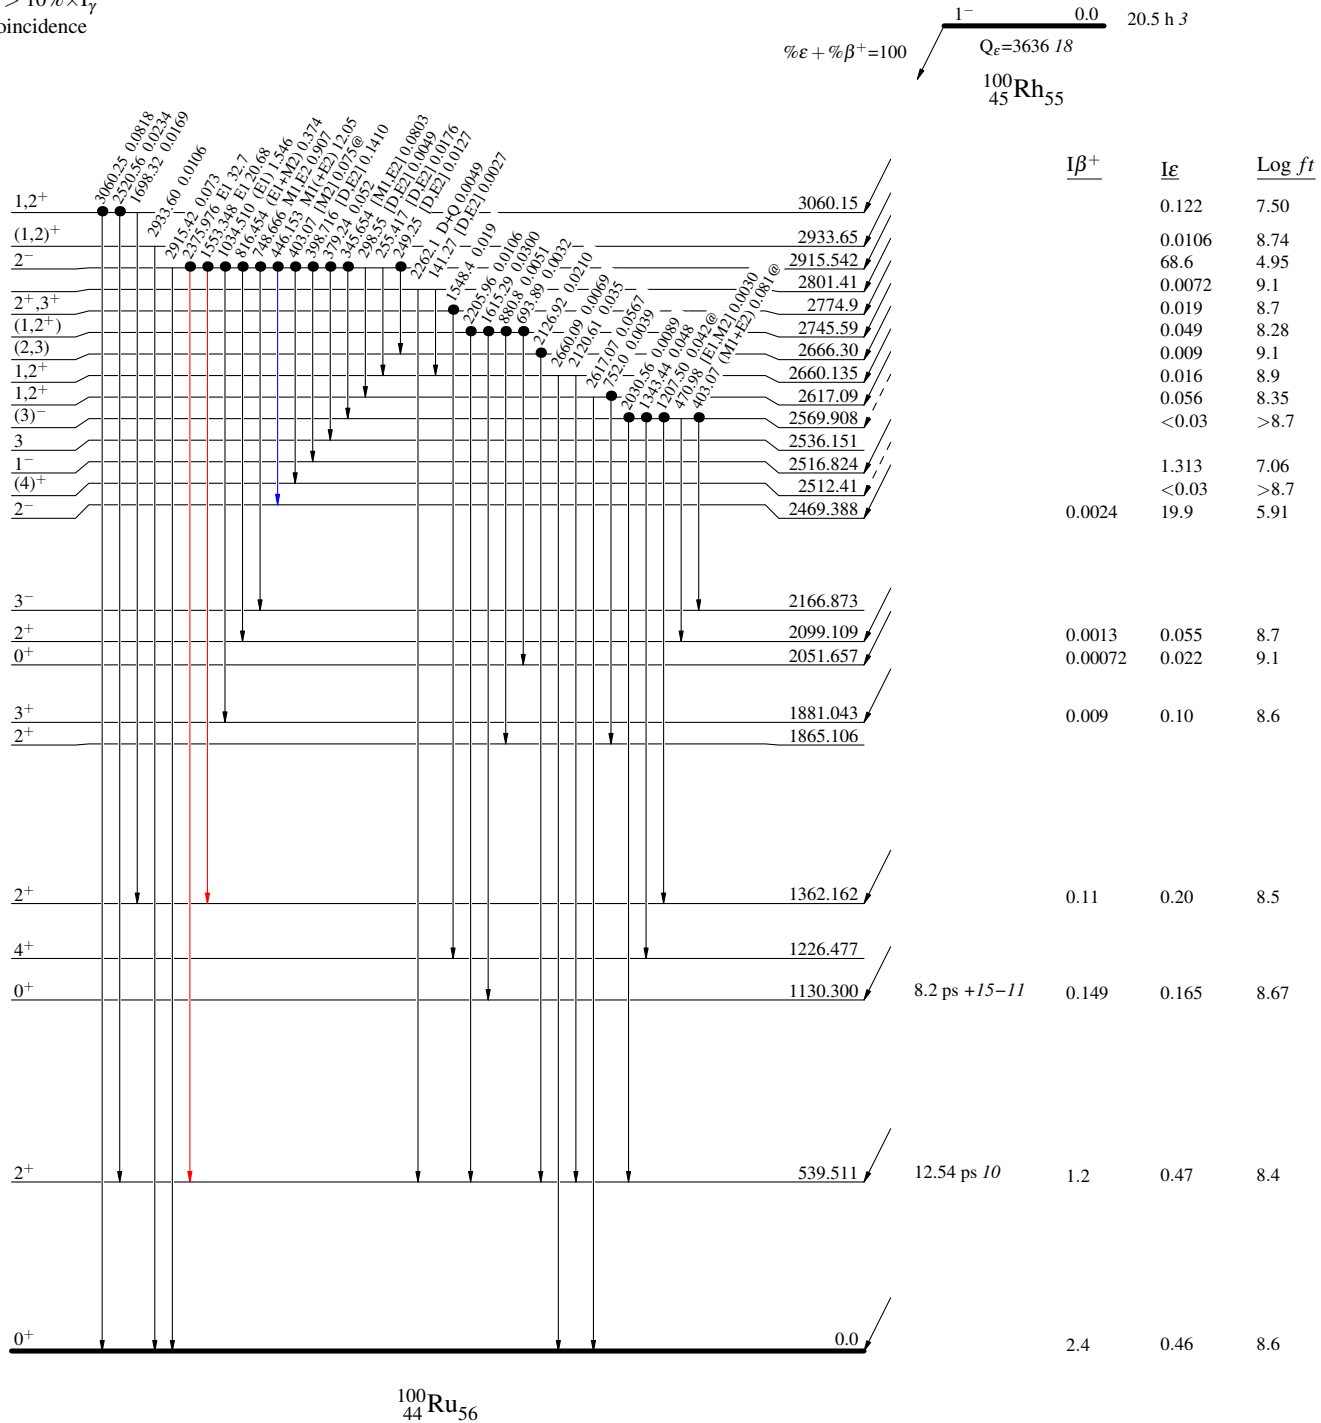 > 10%×Iγ
oincidence
1⁻ 0.0 20.5 h 3
%ε + %β⁺=100
Qε=3636 18
¹⁰⁰₄₅Rh₅₅
Iβ⁺ Iε Log ft
3060.25 0.0818
2520.56 0.0234
1698.32 0.0169
2933.60 0.0106
2915.42 0.073
2375.976 E1 32.7
1553.348 E1 20.68
1034.510 (E1) 1.546
816.454 (E1+M2) 0.374
748.666 M1,E2 0.907
446.153 M1(+E2) 12.05
403.07 [M2] 0.075@
398.716 [D,E2] 0.1410
379.24 0.052
345.654 [M1,E2] 0.0803
298.55 [D,E2] 0.0049
255.417 [D,E2] 0.0176
249.25 [D,E2] 0.0127
2262.1 D+Q 0.0049
141.27 [D,E2] 0.0027
1548.4 0.019
2205.96 0.0106
1615.29 0.0300
880.8 0.0051
693.89 0.0032
2126.92 0.0210
2660.09 0.0069
2120.61 0.035
2617.07 0.0567
752.0 0.0039
2030.56 0.0089
1343.44 0.048
1207.50 0.042@
470.98 [E1,M2] 0.0030
403.07 (M1+E2) 0.081@
1,2⁺ 3060.15 0.122 7.50
(1,2)⁺ 2933.65 0.0106 8.74
2⁻ 2915.542 68.6 4.95
2801.41 0.0072 9.1
2⁺,3⁺ 2774.9 0.019 8.7
(1,2⁺) 2745.59 0.049 8.28
(2,3) 2666.30 0.009 9.1
1,2⁺ 2660.135 0.016 8.9
1,2⁺ 2617.09 0.056 8.35
(3)⁻ 2569.908 <0.03 >8.7
3 2536.151
1⁻ 2516.824 1.313 7.06
(4)⁺ 2512.41 <0.03 >8.7
2⁻ 2469.388 0.0024 19.9 5.91
3⁻ 2166.873
2⁺ 2099.109 0.0013 0.055 8.7
0⁺ 2051.657 0.00072 0.022 9.1
3⁺ 1881.043 0.009 0.10 8.6
2⁺ 1865.106
2⁺ 1362.162 0.11 0.20 8.5
4⁺ 1226.477
0⁺ 1130.300 8.2 ps +15−11 0.149 0.165 8.67
2⁺ 539.511 12.54 ps 10 1.2 0.47 8.4
0⁺ 0.0 2.4 0.46 8.6
¹⁰⁰₄₄Ru₅₆